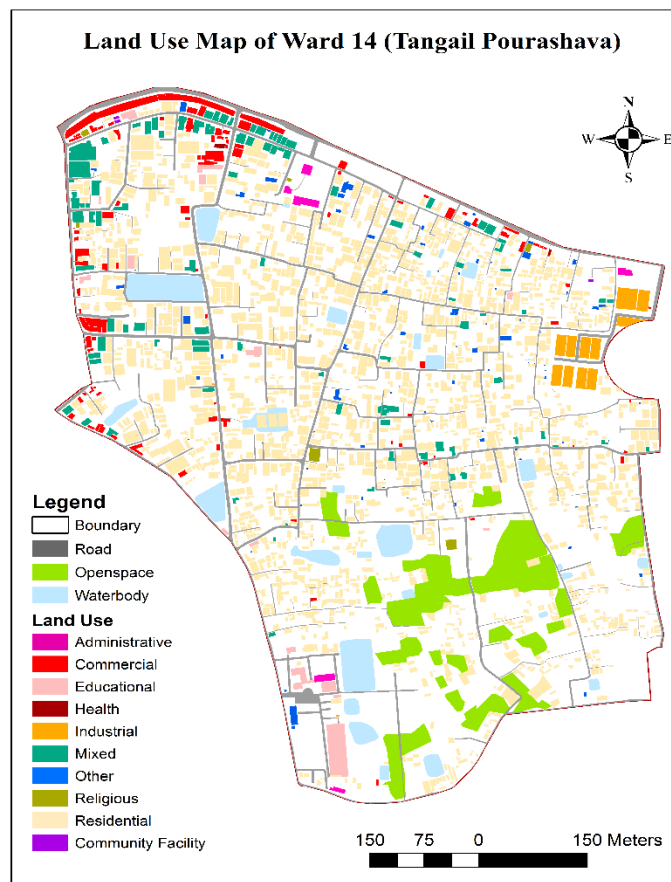 Land Use Map of Ward 14 (Tangail Pourashava)
N
W E
S
Legend
Boundary
Road
Openspace
Waterbody
Land Use
Administrative
Commercial
Educational
Health
Industrial
Mixed
Other
Religious
Residential
Community Facility
150 75 0 150 Meters